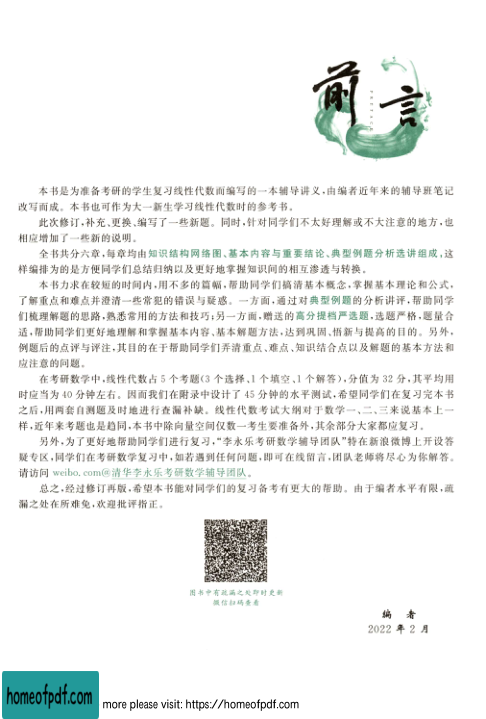 前言
PREFACE
本书是为准备考研的学生复习线性代数而编写的一本辅导讲义,由编者近年来的辅导班笔记
改写而成。本书也可作为大一新生学习线性代数时的参考书。
此次修订,补充、更换、编写了一些新题。同时,针对同学们不太好理解或不大注意的地方,也
相应增加了一些新的说明。
全书共分六章,每章均由知识结构网络图、基本内容与重要结论、典型例题分析选讲组成,这
样编排为的是方便同学们总结归纳以及更好地掌握知识间的相互渗透与转换。
本书力求在较短的时间内,用不多的篇幅,帮助同学们搞清基本概念,掌握基本理论和公式,
了解重点和难点并澄清一些常犯的错误与疑惑。一方面,通过对典型例题的分析讲评,帮助同学
们梳理解题的思路,熟悉常用的方法和技巧;另一方面,赠送的高分提档严选题,选题严格,题量合
适,帮助同学们更好地理解和掌握基本内容、基本解题方法,达到巩固、悟新与提高的目的。另外,
例题后的点评与评注,其目的在于帮助同学们弄清重点、难点、知识结合点以及解题的基本方法和
应注意的问题。
在考研数学中,线性代数占5个考题(3个选择、1个填空、1个解答),分值为32分,其平均用
时应当为40分钟左右。因而我们在附录中设计了45分钟的水平测试,希望同学们在复习完本书
之后,用两套自测题及时地进行查漏补缺。线性代数考试大纲对于数学一、二、三来说基本上一
样,近年来考题也是趋同,本书中除向量空间仅数一考生要准备外,其余部分大家都应复习。
另外,为了更好地帮助同学们进行复习,“李永乐考研数学辅导团队”特在新浪微博上开设答
疑专区,同学们在考研数学复习中,如若遇到任何问题,即可在线留言,团队老师将尽心为你解答。
请访问 weibo.com@清华李永乐考研数学辅导团队。
总之,经过修订再版,希望本书能对同学们的复习备考有更大的帮助。由于编者水平有限,疏
漏之处在所难免,欢迎批评指正。
图书中有疏漏之处即时更新
微信扫码查看
编 者
2022年2月
homeofpdf.com more please visit: https://homeofpdf.com